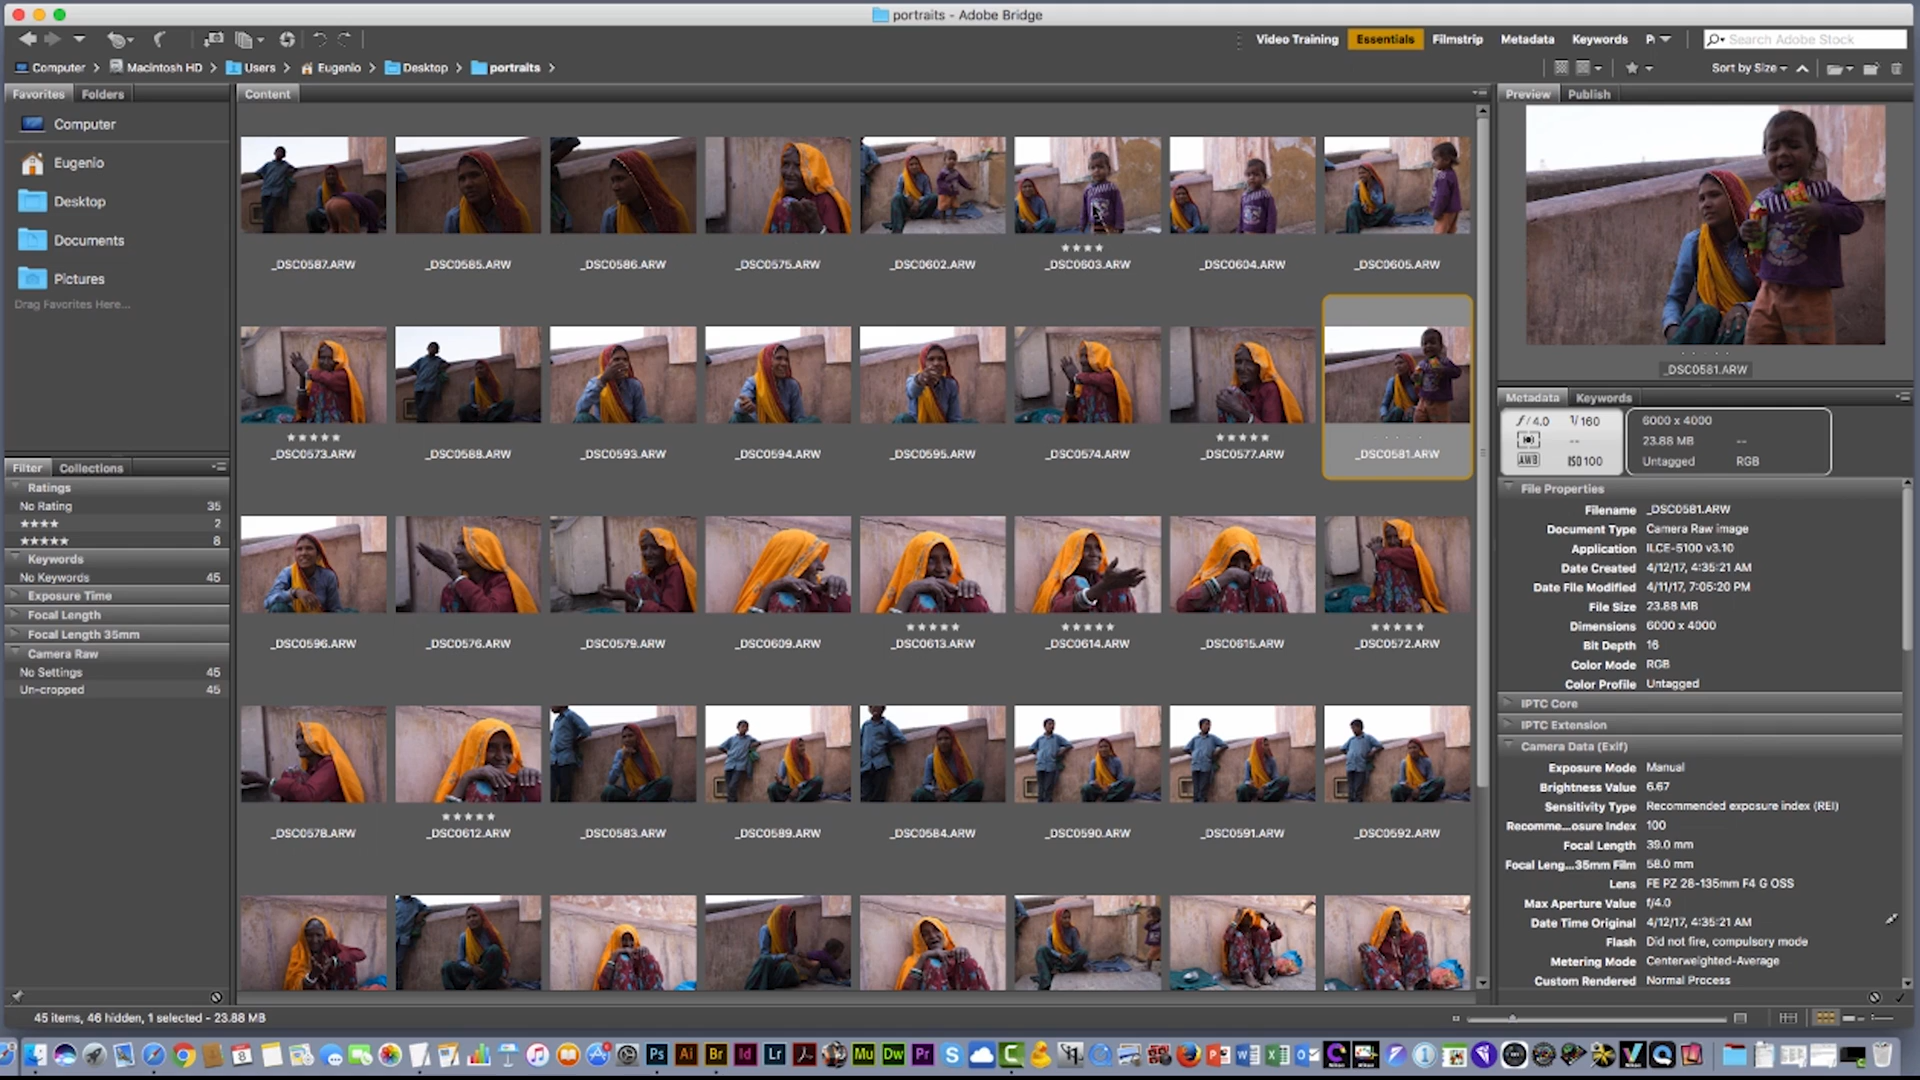 portraits - Adobe Bridge
Video Training
Essentials
Filmstrip
Metadata
Keywords
Search Adobe Stock
Computer
Macintosh HD
Users
Eugenio
Desktop
portraits
Sort by Size
Favorites
Folders
Computer
Eugenio
Desktop
Documents
Pictures
Drag Favorites Here...
Filter
Collections
Ratings
No Rating 35
★★★★ 2
★★★★★ 8
Keywords
No Keywords 45
Exposure Time
Focal Length
Focal Length 35mm
Camera Raw
No Settings 45
Un-cropped 45
Content
_DSC0587.ARW
_DSC0585.ARW
_DSC0586.ARW
_DSC0575.ARW
_DSC0602.ARW
_DSC0603.ARW
_DSC0604.ARW
_DSC0605.ARW
_DSC0573.ARW
_DSC0588.ARW
_DSC0593.ARW
_DSC0594.ARW
_DSC0595.ARW
_DSC0574.ARW
_DSC0577.ARW
_DSC0581.ARW
_DSC0596.ARW
_DSC0576.ARW
_DSC0579.ARW
_DSC0609.ARW
_DSC0613.ARW
_DSC0614.ARW
_DSC0615.ARW
_DSC0572.ARW
_DSC0578.ARW
_DSC0612.ARW
_DSC0583.ARW
_DSC0589.ARW
_DSC0584.ARW
_DSC0590.ARW
_DSC0591.ARW
_DSC0592.ARW
Preview
Publish
_DSC0581.ARW
Metadata
Keywords
f/4.0 1/160
--
AWB ISO100
6000 x 4000
23.88 MB --
Untagged RGB
File Properties
Filename _DSC0581.ARW
Document Type Camera Raw image
Application ILCE-5100 v3.10
Date Created 4/12/17, 4:35:21 AM
Date File Modified 4/11/17, 7:05:20 PM
File Size 23.88 MB
Dimensions 6000 x 4000
Bit Depth 16
Color Mode RGB
Color Profile Untagged
IPTC Core
IPTC Extension
Camera Data (Exif)
Exposure Mode Manual
Brightness Value 6.67
Sensitivity Type Recommended exposure index (REI)
Recomme...osure Index 100
Focal Length 39.0 mm
Focal Leng...35mm Film 58.0 mm
Lens FE PZ 28-135mm F4 G OSS
Max Aperture Value f/4.0
Date Time Original 4/12/17, 4:35:21 AM
Flash Did not fire, compulsory mode
Metering Mode Centerweighted-Average
Custom Rendered Normal Process
45 items, 46 hidden, 1 selected - 23.88 MB
8
Ps
Ai
Br
Id
Lr
Mu
Dw
Pr